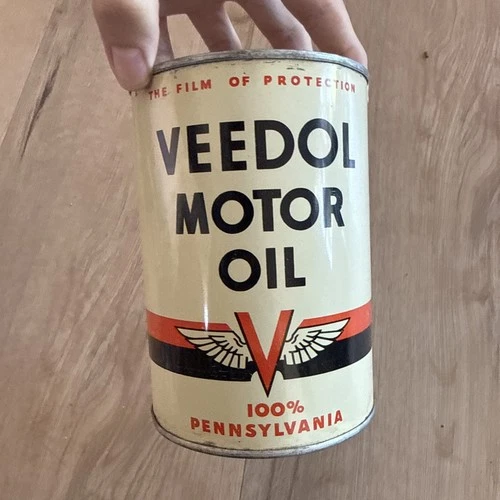 THE FILM OF PROTECTION
VEEDOL
MOTOR
OIL
V
100%
PENNSYLVANIA